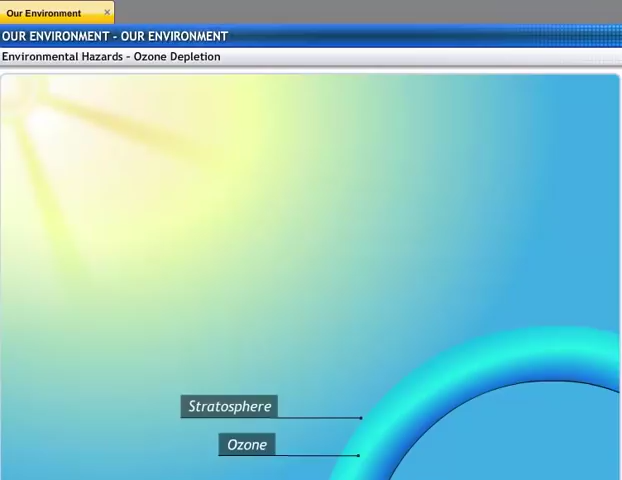 Our Environment
OUR ENVIRONMENT - OUR ENVIRONMENT
Environmental Hazards - Ozone Depletion
Stratosphere
Ozone